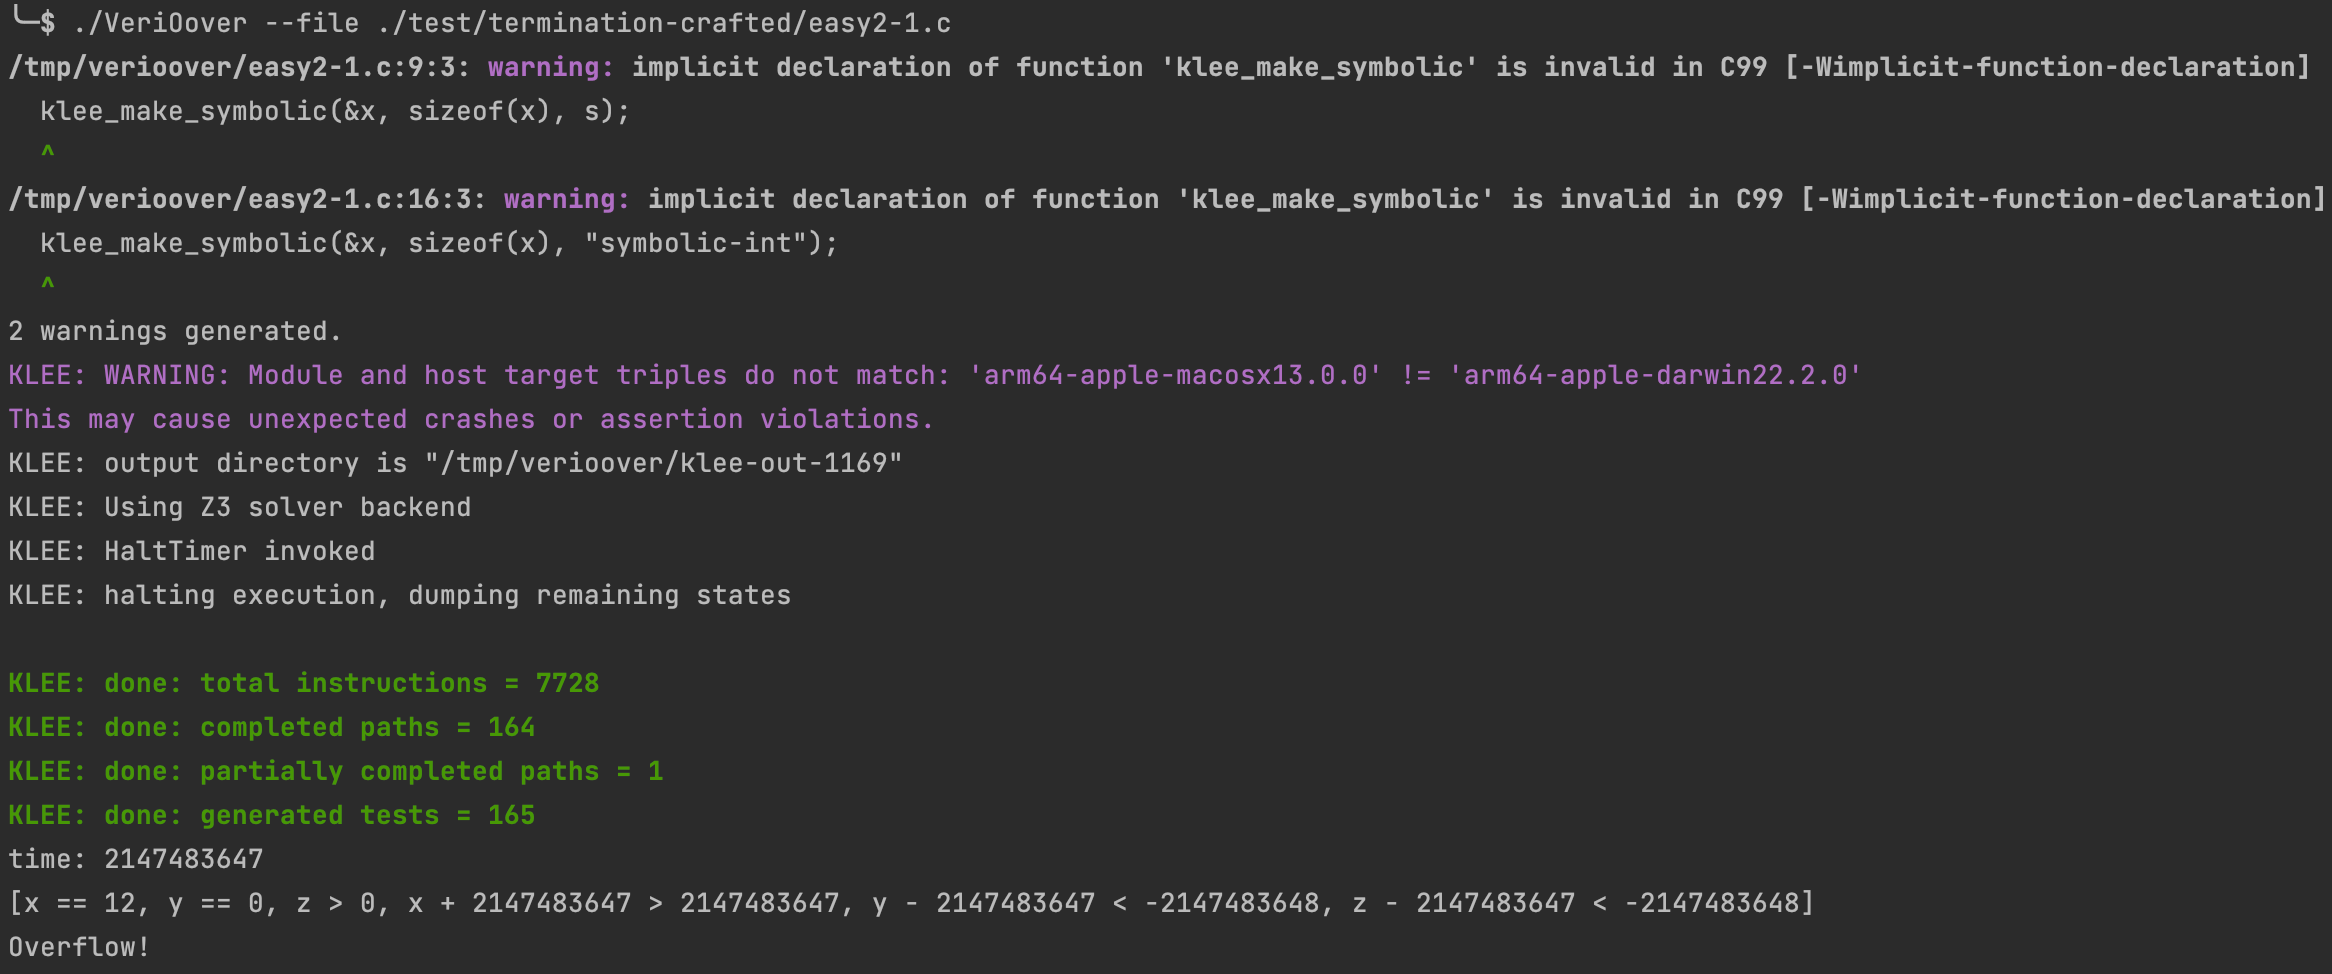 ╰─$ ./VeriOover --file ./test/termination-crafted/easy2-1.c
/tmp/verioover/easy2-1.c:9:3: warning: implicit declaration of function 'klee_make_symbolic' is invalid in C99 [-Wimplicit-function-declaration]
  klee_make_symbolic(&x, sizeof(x), s);
  ^
/tmp/verioover/easy2-1.c:16:3: warning: implicit declaration of function 'klee_make_symbolic' is invalid in C99 [-Wimplicit-function-declaration]
  klee_make_symbolic(&x, sizeof(x), "symbolic-int");
  ^
2 warnings generated.
KLEE: WARNING: Module and host target triples do not match: 'arm64-apple-macosx13.0.0' != 'arm64-apple-darwin22.2.0'
This may cause unexpected crashes or assertion violations.
KLEE: output directory is "/tmp/verioover/klee-out-1169"
KLEE: Using Z3 solver backend
KLEE: HaltTimer invoked
KLEE: halting execution, dumping remaining states
KLEE: done: total instructions = 7728
KLEE: done: completed paths = 164
KLEE: done: partially completed paths = 1
KLEE: done: generated tests = 165
time: 2147483647
[x == 12, y == 0, z > 0, x + 2147483647 > 2147483647, y - 2147483647 < -2147483648, z - 2147483647 < -2147483648]
Overflow!